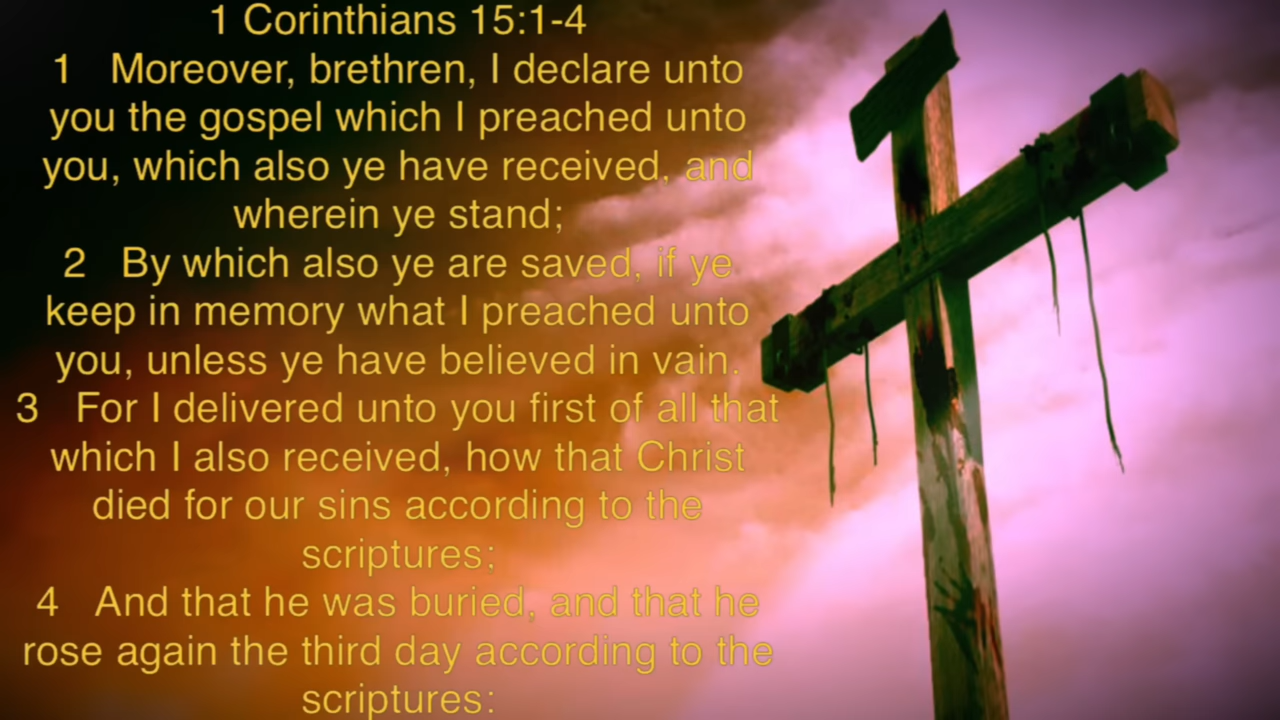 1 Corinthians 15:1-4
1 Moreover, brethren, I declare unto
you the gospel which I preached unto
you, which also ye have received, and
wherein ye stand;
2 By which also ye are saved, if ye
keep in memory what I preached unto
you, unless ye have believed in vain.
3 For I delivered unto you first of all that
which I also received, how that Christ
died for our sins according to the
scriptures;
4 And that he was buried, and that he
rose again the third day according to the
scriptures: